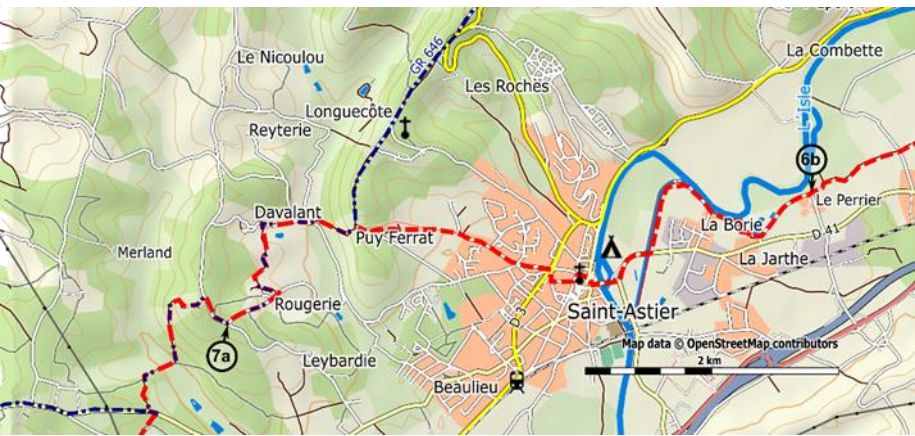 La Combette
Le Nicoulou
GR 646
Les Roches
Longuecôte
L'Isle
Reyterie
6b
Le Perrier
Davalant
La Borie
Puy Ferrat
D 41
Merland
La Jarthe
Rougerie
Saint-Astier
D 3
7a
Map data © OpenStreetMap contributors
Leybardie
2 km
Beaulieu